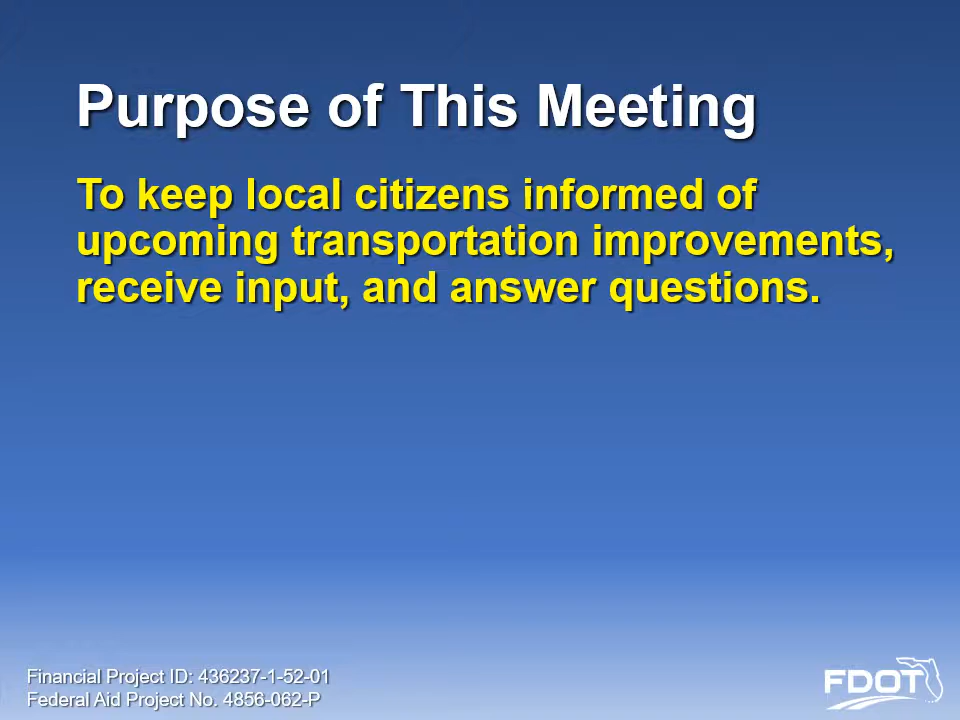 Purpose of This Meeting
To keep local citizens informed of
upcoming transportation improvements,
receive input, and answer questions.
Financial Project ID: 436237-1-52-01
Federal Aid Project No. 4856-062-P
FDOT